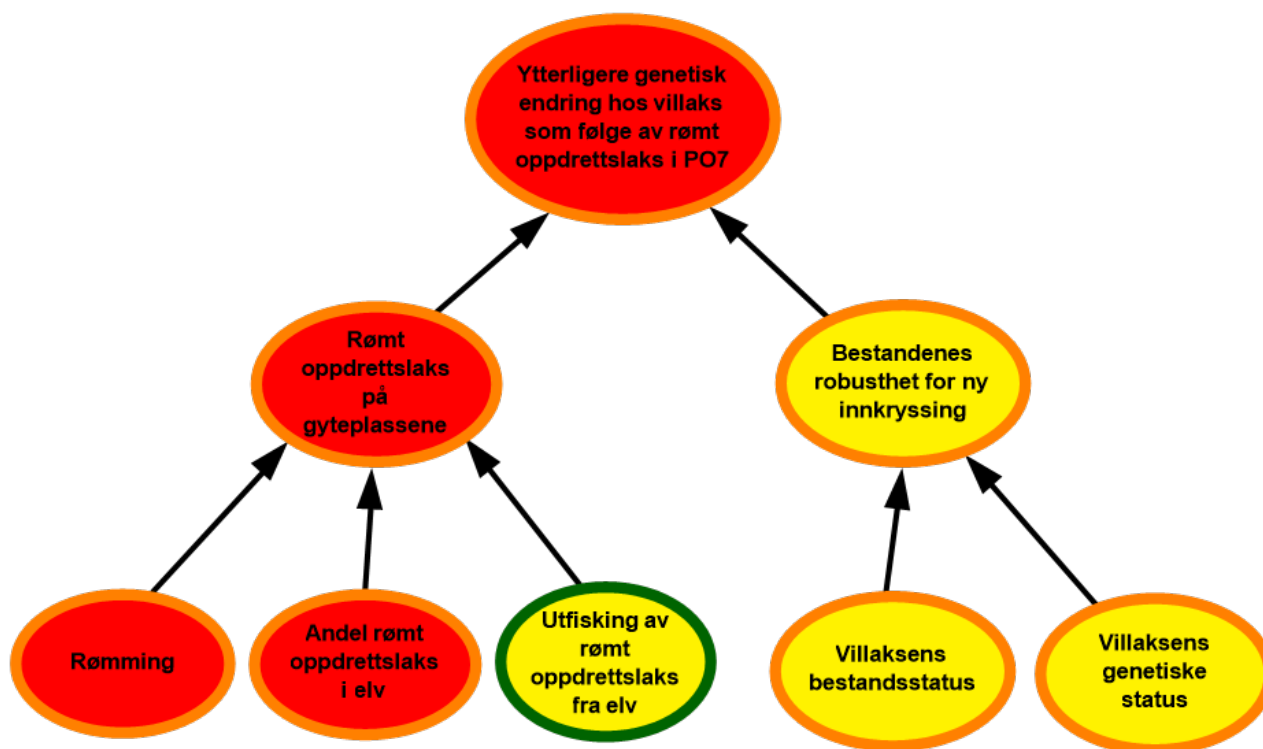 Ytterligere genetisk
endring hos villaks
som følge av rømt
oppdrettslaks i PO7
Rømt
oppdrettslaks
på
gyteplassene
Bestandenes
robusthet for ny
innkryssing
Rømming
Andel rømt
oppdrettslaks
i elv
Utfisking av
rømt
oppdrettslaks
fra elv
Villaksens
bestandsstatus
Villaksens
genetiske
status